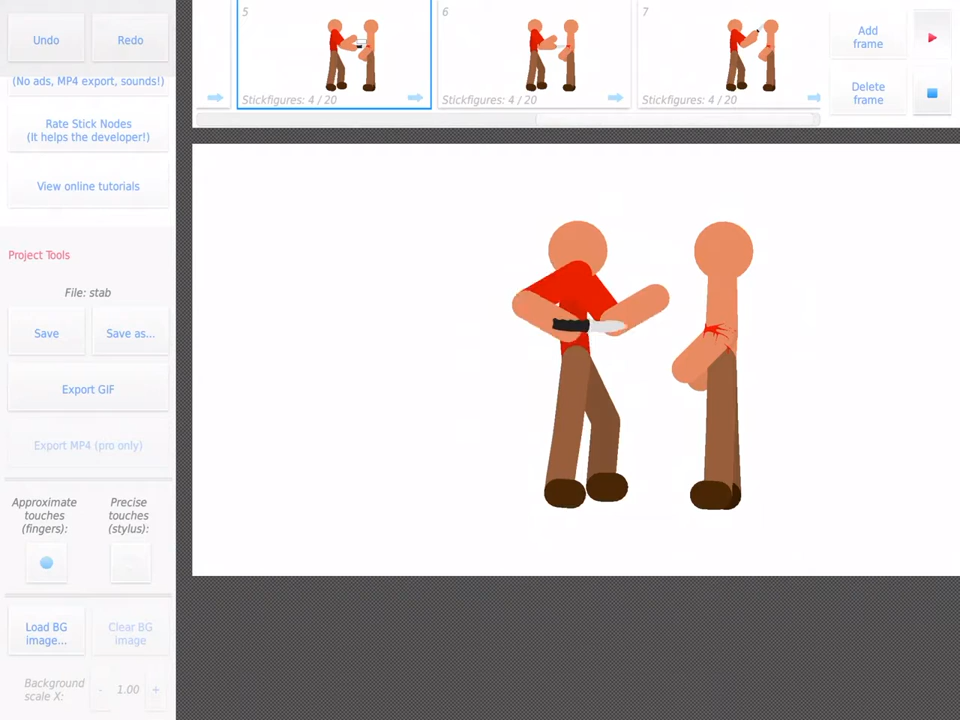 Undo
Redo
(No ads, MP4 export, sounds!)
Rate Stick Nodes
(It helps the developer!)
View online tutorials
Project Tools
File: stab
Save
Save as...
Export GIF
Export MP4 (pro only)
Approximate
touches
(fingers):
Precise
touches
(stylus):
Load BG
image...
Clear BG
image
Background
scale X:
-
1.00
+
5
Stickfigures: 4 / 20
6
Stickfigures: 4 / 20
7
Stickfigures: 4 / 20
Add
frame
Delete
frame